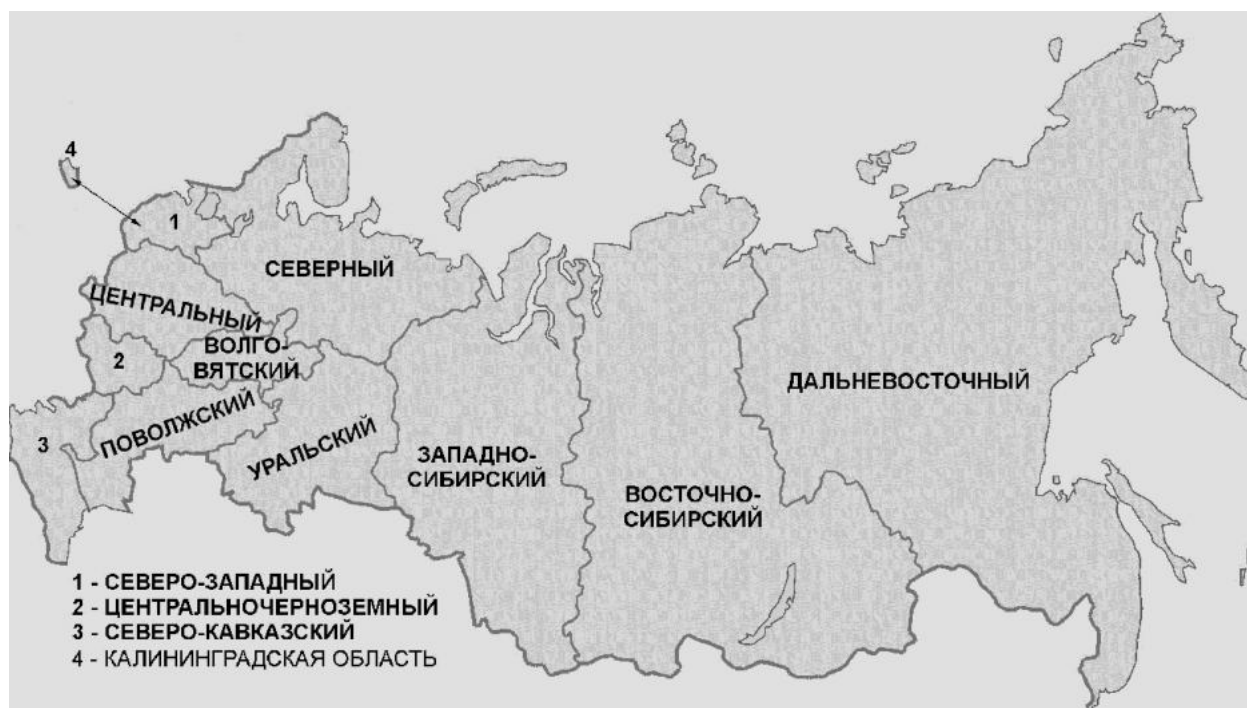 4
1
СЕВЕРНЫЙ
ЦЕНТРАЛЬНЫЙ
ВОЛГО-
ВЯТСКИЙ
2
ДАЛЬНЕВОСТОЧНЫЙ
ПОВОЛЖСКИЙ
3
УРАЛЬСКИЙ
ЗАПАДНО-
СИБИРСКИЙ
ВОСТОЧНО-
СИБИРСКИЙ
1 - СЕВЕРО-ЗАПАДНЫЙ
2 - ЦЕНТРАЛЬНОЧЕРНОЗЕМНЫЙ
3 - СЕВЕРО-КАВКАЗСКИЙ
4 - КАЛИНИНГРАДСКАЯ ОБЛАСТЬ